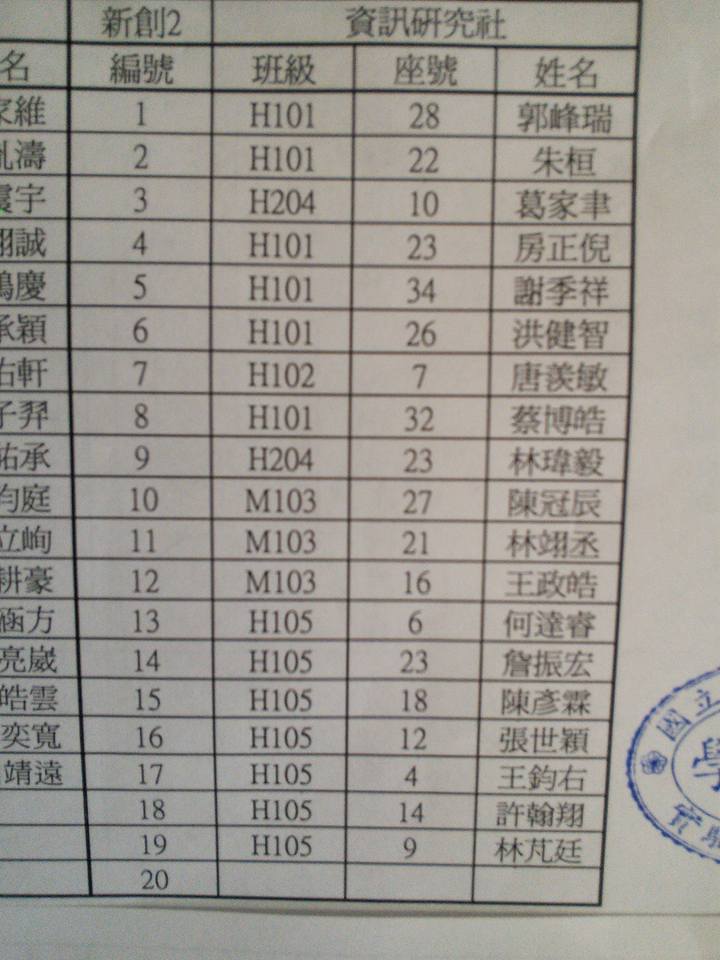 新創2 資訊研究社
名 編號 班級 座號 姓名
家維 1 H101 28 郭峰瑞
濤 2 H101 22 朱桓
宇 3 H204 10 葛家聿
翊誠 4 H101 23 房正倪
鴻慶 5 H101 34 謝季祥
承穎 6 H101 26 洪健智
佑軒 7 H102 7 唐羨敏
子羿 8 H101 32 蔡博皓
祐承 9 H204 23 林瑋毅
均庭 10 M103 27 陳冠辰
立峋 11 M103 21 林翊丞
耕豪 12 M103 16 王政皓
涵方 13 H105 6 何達睿
亮崴 14 H105 23 詹振宏
皓雲 15 H105 18 陳彥霖
奕寬 16 H105 12 張世穎
靖遠 17 H105 4 王鈞右
18 H105 14 許翰翔
19 H105 9 林芃廷
20
國立
學
實驗